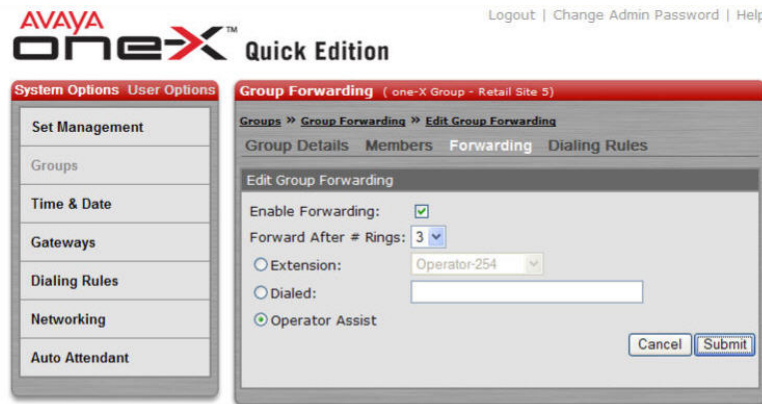 AVAYA
one-X™ Quick Edition
Logout | Change Admin Password | Help
System Options User Options
Set Management
Groups
Time & Date
Gateways
Dialing Rules
Networking
Auto Attendant
Group Forwarding ( one-X Group - Retail Site 5)
Groups » Group Forwarding » Edit Group Forwarding
Group Details Members Forwarding Dialing Rules
Edit Group Forwarding
Enable Forwarding:
Forward After # Rings: 3
Extension: Operator-254
Dialed:
Operator Assist
Cancel Submit